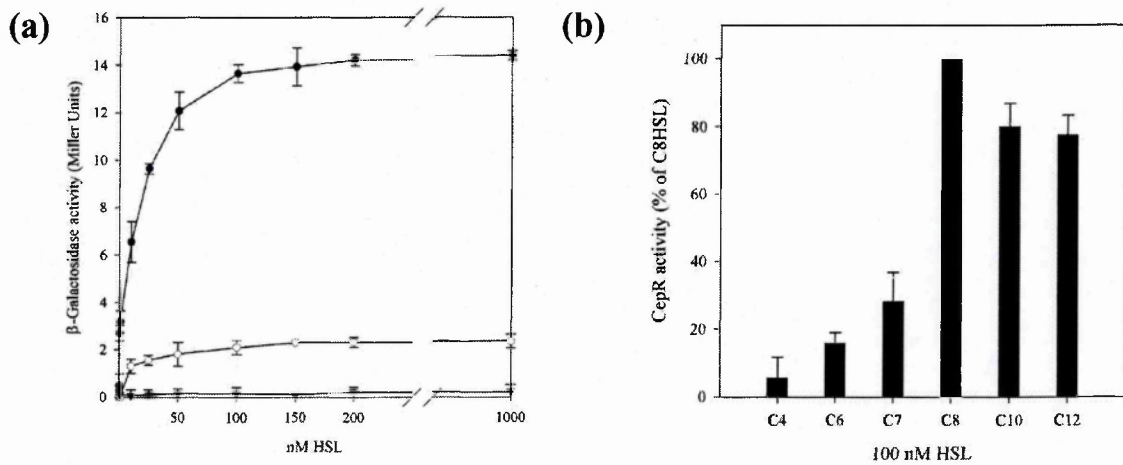 (a)
16
14
12
10
8
6
4
2
0
β-Galactosidase activity (Miller Units)
50 100 150 200 1000
nM HSL
(b)
100
80
60
40
20
0
CepR activity (% of C8HSL)
C4 C6 C7 C8 C10 C12
100 nM HSL